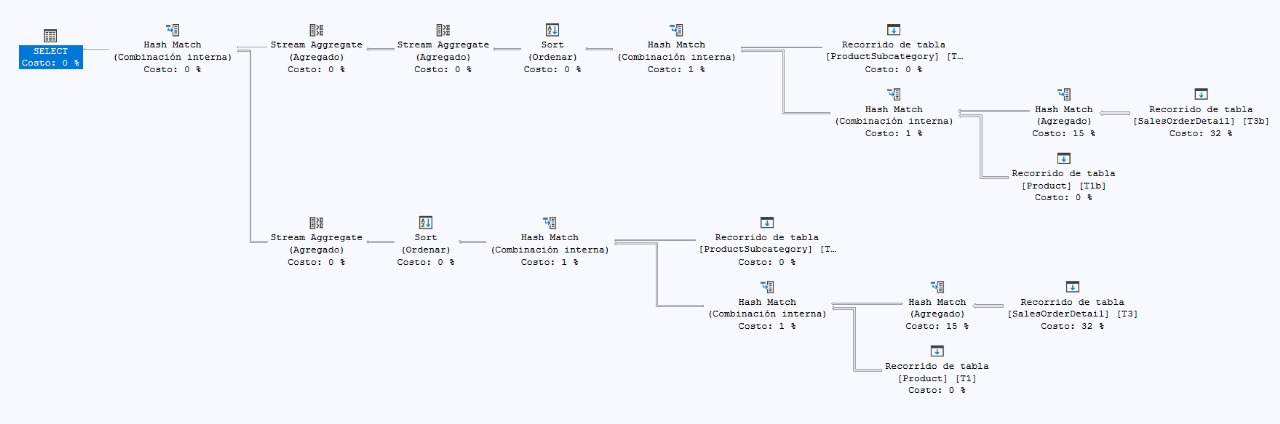 SELECT
Costo: 0 %
Hash Match
(Combinación interna)
Costo: 0 %
Stream Aggregate
(Agregado)
Costo: 0 %
Stream Aggregate
(Agregado)
Costo: 0 %
Sort
(Ordenar)
Costo: 0 %
Hash Match
(Combinación interna)
Costo: 1 %
Recorrido de tabla
[ProductSubcategory] [T…
Costo: 0 %
Hash Match
(Combinación interna)
Costo: 1 %
Hash Match
(Agregado)
Costo: 15 %
Recorrido de tabla
[SalesOrderDetail] [T3b]
Costo: 32 %
Recorrido de tabla
[Product] [T1b]
Costo: 0 %
Stream Aggregate
(Agregado)
Costo: 0 %
Sort
(Ordenar)
Costo: 0 %
Hash Match
(Combinación interna)
Costo: 1 %
Recorrido de tabla
[ProductSubcategory] [T…
Costo: 0 %
Hash Match
(Combinación interna)
Costo: 1 %
Hash Match
(Agregado)
Costo: 15 %
Recorrido de tabla
[SalesOrderDetail] [T3]
Costo: 32 %
Recorrido de tabla
[Product] [T1]
Costo: 0 %